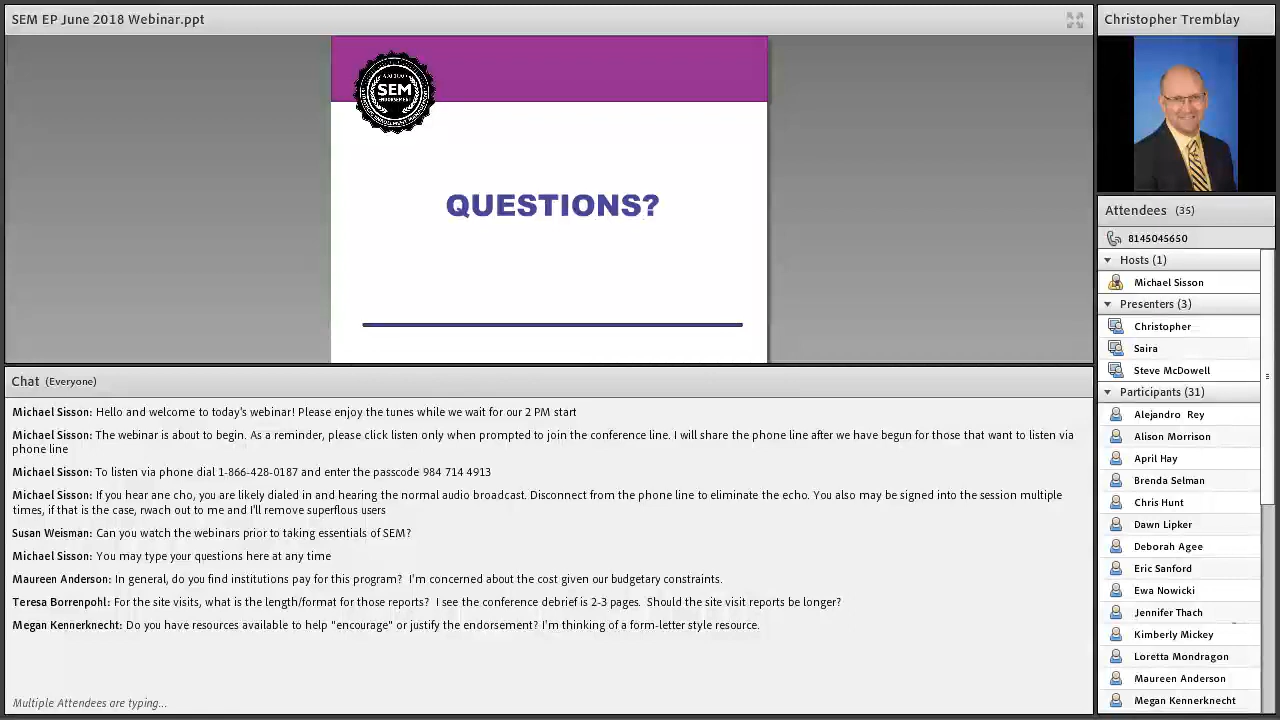 SEM EP June 2018 Webinar.ppt
SEM
QUESTIONS?
Chat (Everyone)
Michael Sisson: Hello and welcome to today's webinar! Please enjoy the tunes while we wait for our 2 PM start
Michael Sisson: The webinar is about to begin. As a reminder, please click listen only when prompted to join the conference line. I will share the phone line after we have begun for those that want to listen via
phone line
Michael Sisson: To listen via phone dial 1-866-428-0187 and enter the passcode 984 714 4913
Michael Sisson: If you hear ane cho, you are likely dialed in and hearing the normal audio broadcast. Disconnect from the phone line to eliminate the echo. You also may be signed into the session multiple
times, if that is the case, rwach out to me and I'll remove superflous users
Susan Weisman: Can you watch the webinars prior to taking essentials of SEM?
Michael Sisson: You may type your questions here at any time
Maureen Anderson: In general, do you find institutions pay for this program? I'm concerned about the cost given our budgetary constraints.
Teresa Borrenpohl: For the site visits, what is the length/format for those reports? I see the conference debrief is 2-3 pages. Should the site visit reports be longer?
Megan Kennerknecht: Do you have resources available to help "encourage" or justify the endorsement? I'm thinking of a form-letter style resource.
Multiple Attendees are typing...
Christopher Tremblay
Attendees (35)
8145045650
Hosts (1)
Michael Sisson
Presenters (3)
Christopher
Saira
Steve McDowell
Participants (31)
Alejandro Rey
Alison Morrison
April Hay
Brenda Selman
Chris Hunt
Dawn Lipker
Deborah Agee
Eric Sanford
Ewa Nowicki
Jennifer Thach
Kimberly Mickey
Loretta Mondragon
Maureen Anderson
Megan Kennerknecht